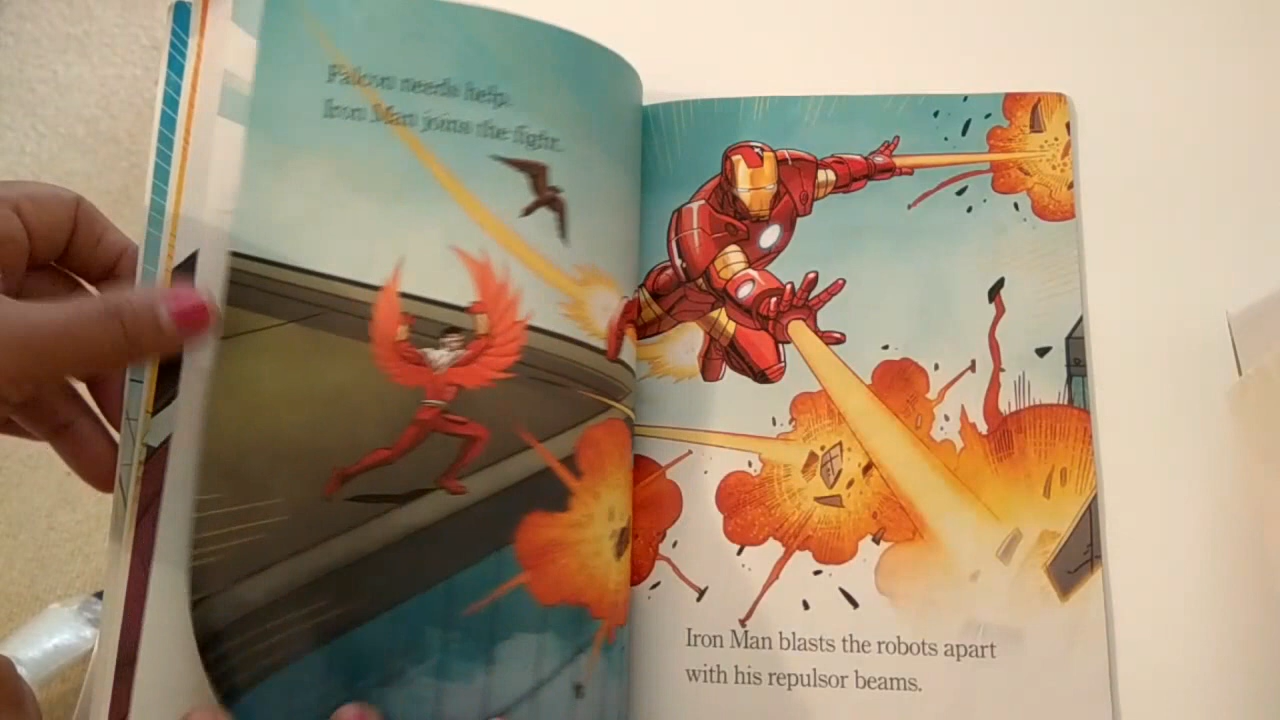 Falcon needs help.
Iron Man joins the fight.
Iron Man blasts the robots apart
with his repulsor beams.